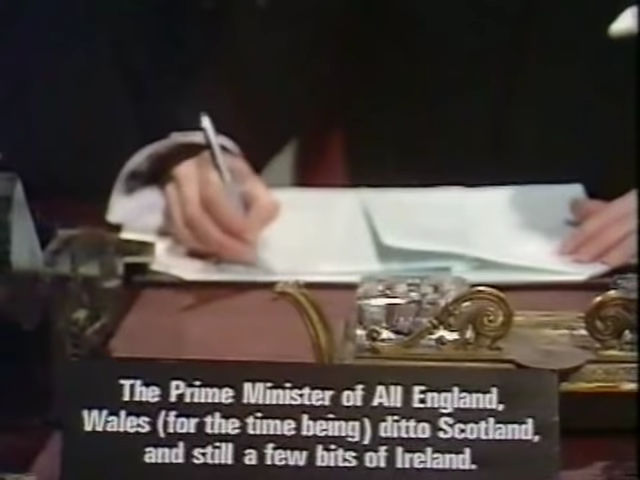 The Prime Minister of All England,
Wales (for the time being) ditto Scotland,
and still a few bits of Ireland.